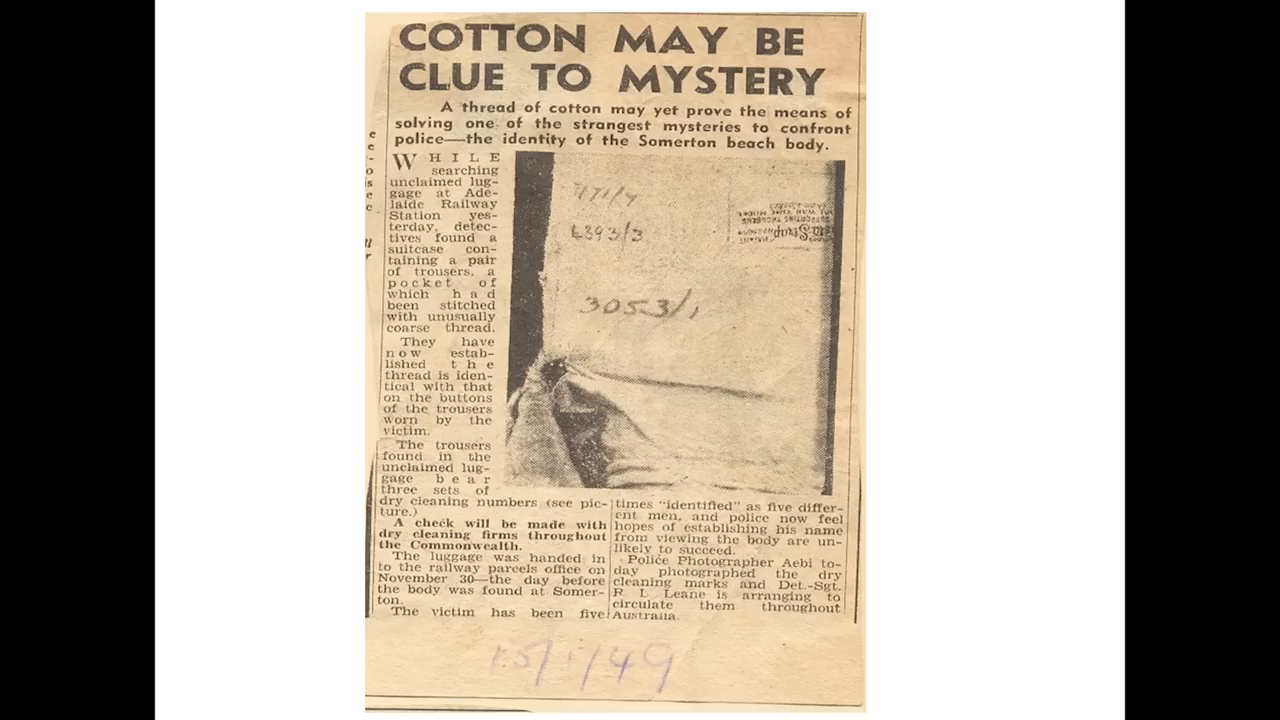 COTTON MAY BE
CLUE TO MYSTERY
A thread of cotton may yet prove the means of
solving one of the strangest mysteries to confront
police—the identity of the Somerton beach body.
WHILE
searching
unclaimed lug-
gage at Ade-
laide Railway
Station yes-
terday, detec-
tives found a
suitcase con-
taining a pair
of trousers, a
pocket of
which had
been stitched
with unusually
coarse thread.
They have
now estab-
lished the
thread is iden-
tical with that
on the buttons
of the trousers
worn by the
victim.
The trousers
found in the
unclaimed lug-
gage bear
three sets of
dry cleaning numbers (see pic-
ture.)
A check will be made with
dry cleaning firms throughout
the Commonwealth.
The luggage was handed in
to the railway parcels office on
November 30—the day before
the body was found at Somer-
ton.
The victim has been five
times "identified" as five differ-
ent men, and police now feel
hopes of establishing his name
from viewing the body are un-
likely to succeed.
Police Photographer Aebi to-
day photographed the dry
cleaning marks and Det.-Sgt.
R L Leane is arranging to
circulate them throughout
Australia.
3053/1
SUPPORTING TROUSERS
15/1/49